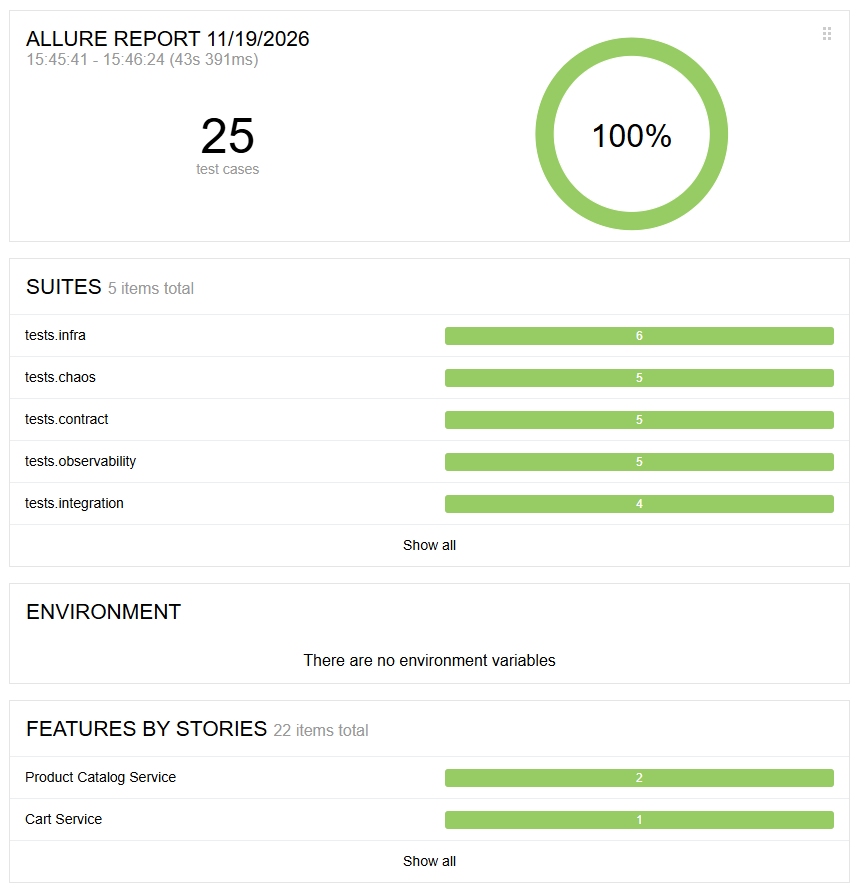 ALLURE REPORT 11/19/2026
15:45:41 - 15:46:24 (43s 391ms)
25
test cases
100%
SUITES 5 items total
tests.infra 6
tests.chaos 5
tests.contract 5
tests.observability 5
tests.integration 4
Show all
ENVIRONMENT
There are no environment variables
FEATURES BY STORIES 22 items total
Product Catalog Service 2
Cart Service 1
Show all